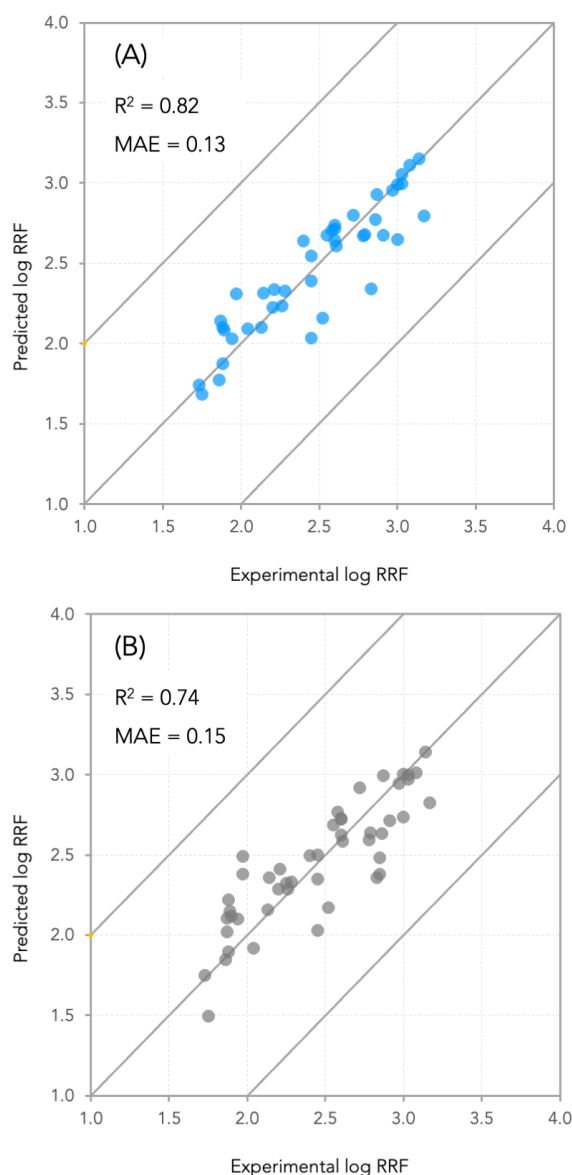 4.0
(A)
R² = 0.82
3.5
MAE = 0.13
3.0
Predicted log RRF
2.5
2.0
1.5
1.0
1.0 1.5 2.0 2.5 3.0 3.5 4.0
Experimental log RRF
4.0
(B)
R² = 0.74
3.5
MAE = 0.15
3.0
Predicted log RRF
2.5
2.0
1.5
1.0
1.0 1.5 2.0 2.5 3.0 3.5 4.0
Experimental log RRF